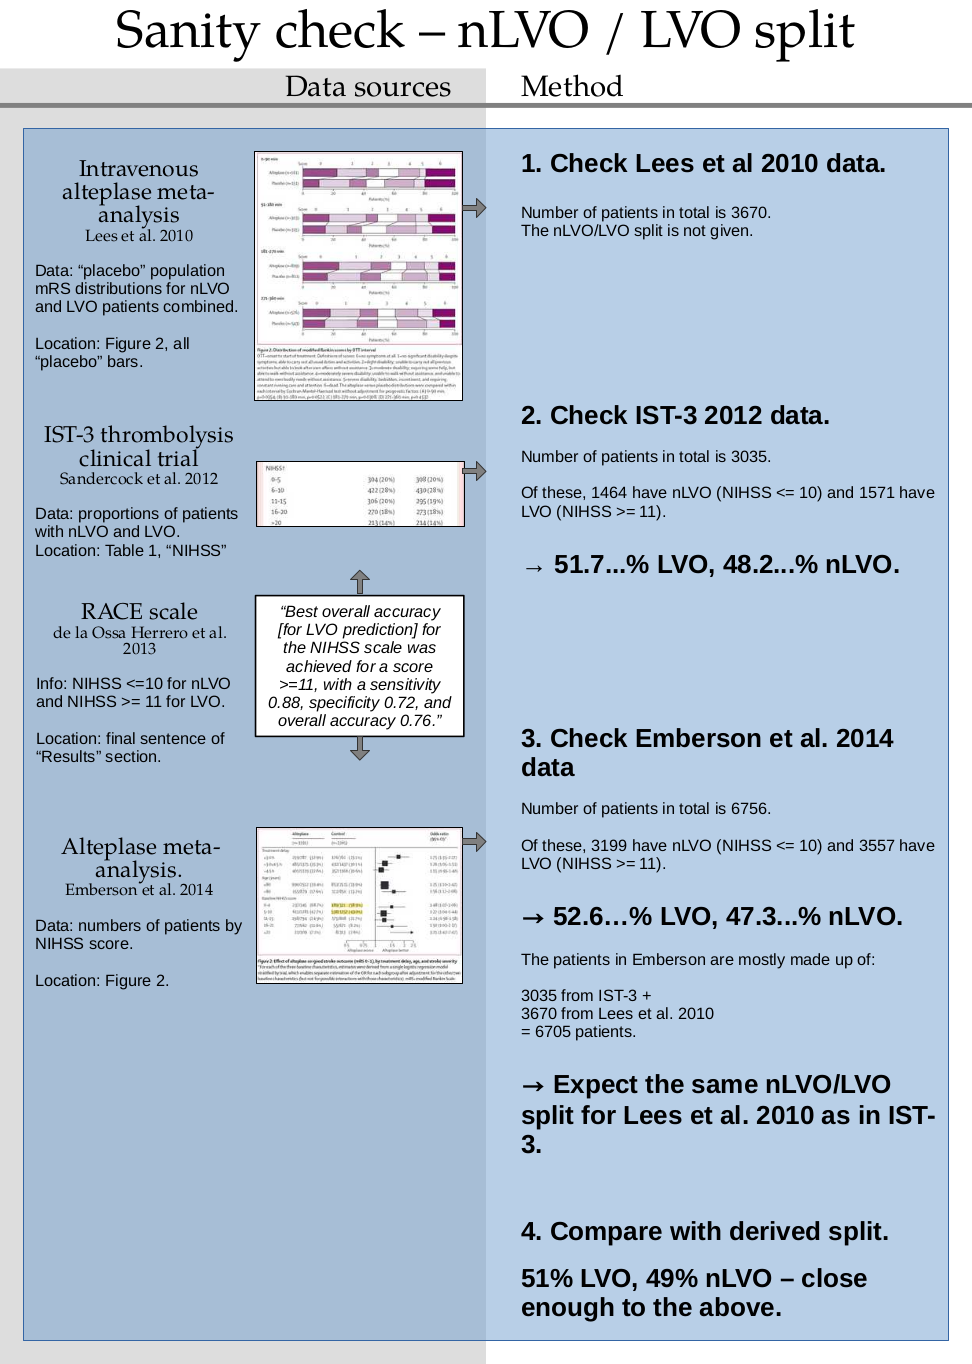 Sanity check – nLVO / LVO split
Data sources
Method
Intravenous
alteplase meta-
analysis
Lees et al. 2010
Data: “placebo” population
mRS distributions for nLVO
and LVO patients combined.
Location: Figure 2, all
“placebo” bars.
1. Check Lees et al 2010 data.
Number of patients in total is 3670.
The nLVO/LVO split is not given.
IST-3 thrombolysis
clinical trial
Sandercock et al. 2012
Data: proportions of patients
with nLVO and LVO.
Location: Table 1, “NIHSS”
NIHSS†
0-5 304 (20%) 308 (20%)
6-10 422 (28%) 430 (28%)
11-15 306 (20%) 295 (19%)
16-20 270 (18%) 273 (18%)
>20 213 (14%) 214 (14%)
2. Check IST-3 2012 data.
Number of patients in total is 3035.
Of these, 1464 have nLVO (NIHSS <= 10) and 1571 have
LVO (NIHSS >= 11).
→ 51.7...% LVO, 48.2...% nLVO.
RACE scale
de la Ossa Herrero et al.
2013
Info: NIHSS <=10 for nLVO
and NIHSS >= 11 for LVO.
Location: final sentence of
“Results” section.
“Best overall accuracy
[for LVO prediction] for
the NIHSS scale was
achieved for a score
>=11, with a sensitivity
0.88, specificity 0.72, and
overall accuracy 0.76.”
3. Check Emberson et al. 2014
data
Number of patients in total is 6756.
Of these, 3199 have nLVO (NIHSS <= 10) and 3557 have
LVO (NIHSS >= 11).
→ 52.6…% LVO, 47.3...% nLVO.
The patients in Emberson are mostly made up of:
3035 from IST-3 +
3670 from Lees et al. 2010
= 6705 patients.
→ Expect the same nLVO/LVO
split for Lees et al. 2010 as in IST-
3.
Alteplase meta-
analysis.
Emberson et al. 2014
Data: numbers of patients by
NIHSS score.
Location: Figure 2.
4. Compare with derived split.
51% LVO, 49% nLVO – close
enough to the above.